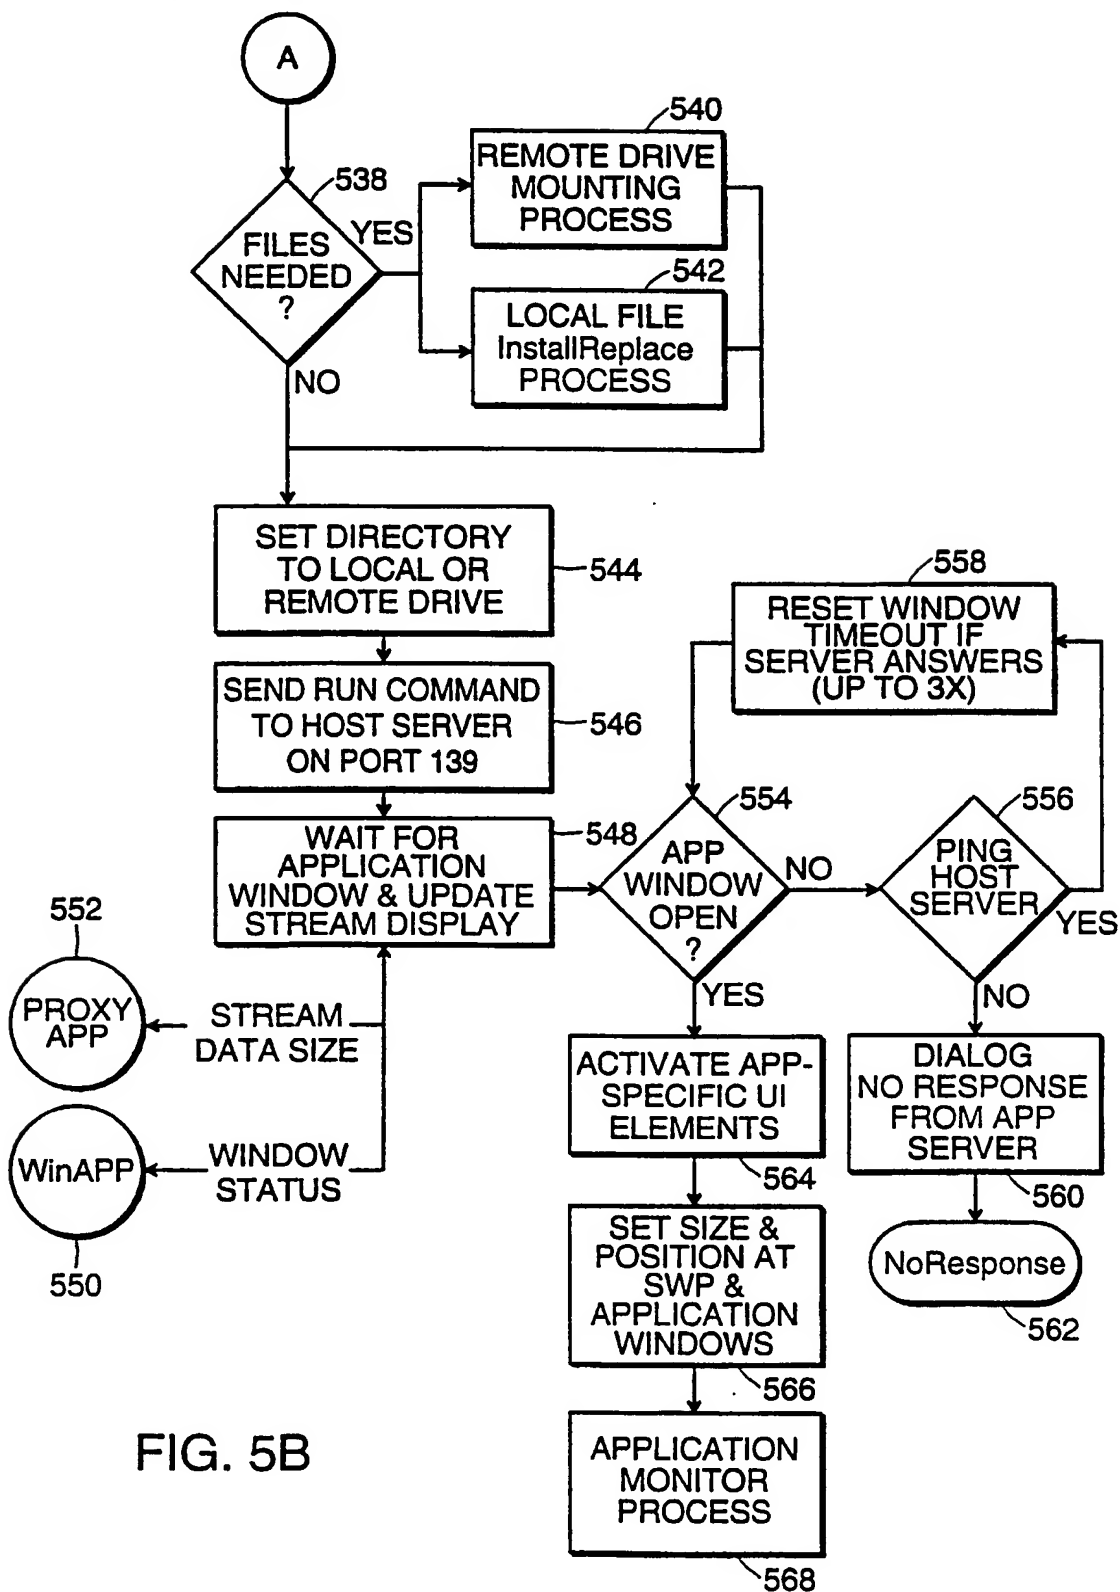 A
538
FILES
NEEDED
?
YES
NO
540
REMOTE DRIVE
MOUNTING
PROCESS
542
LOCAL FILE
InstallReplace
PROCESS
SET DIRECTORY
TO LOCAL OR
REMOTE DRIVE
544
SEND RUN COMMAND
TO HOST SERVER
ON PORT 139
546
WAIT FOR
APPLICATION
WINDOW & UPDATE
STREAM DISPLAY
548
552
PROXY
APP
STREAM
DATA SIZE
WinAPP
WINDOW
STATUS
550
558
RESET WINDOW
TIMEOUT IF
SERVER ANSWERS
(UP TO 3X)
554
APP
WINDOW
OPEN
?
NO
YES
556
PING
HOST
SERVER
YES
NO
ACTIVATE APP-
SPECIFIC UI
ELEMENTS
564
DIALOG
NO RESPONSE
FROM APP
SERVER
560
SET SIZE &
POSITION AT
SWP &
APPLICATION
WINDOWS
566
NoResponse
562
APPLICATION
MONITOR
PROCESS
568
FIG. 5B